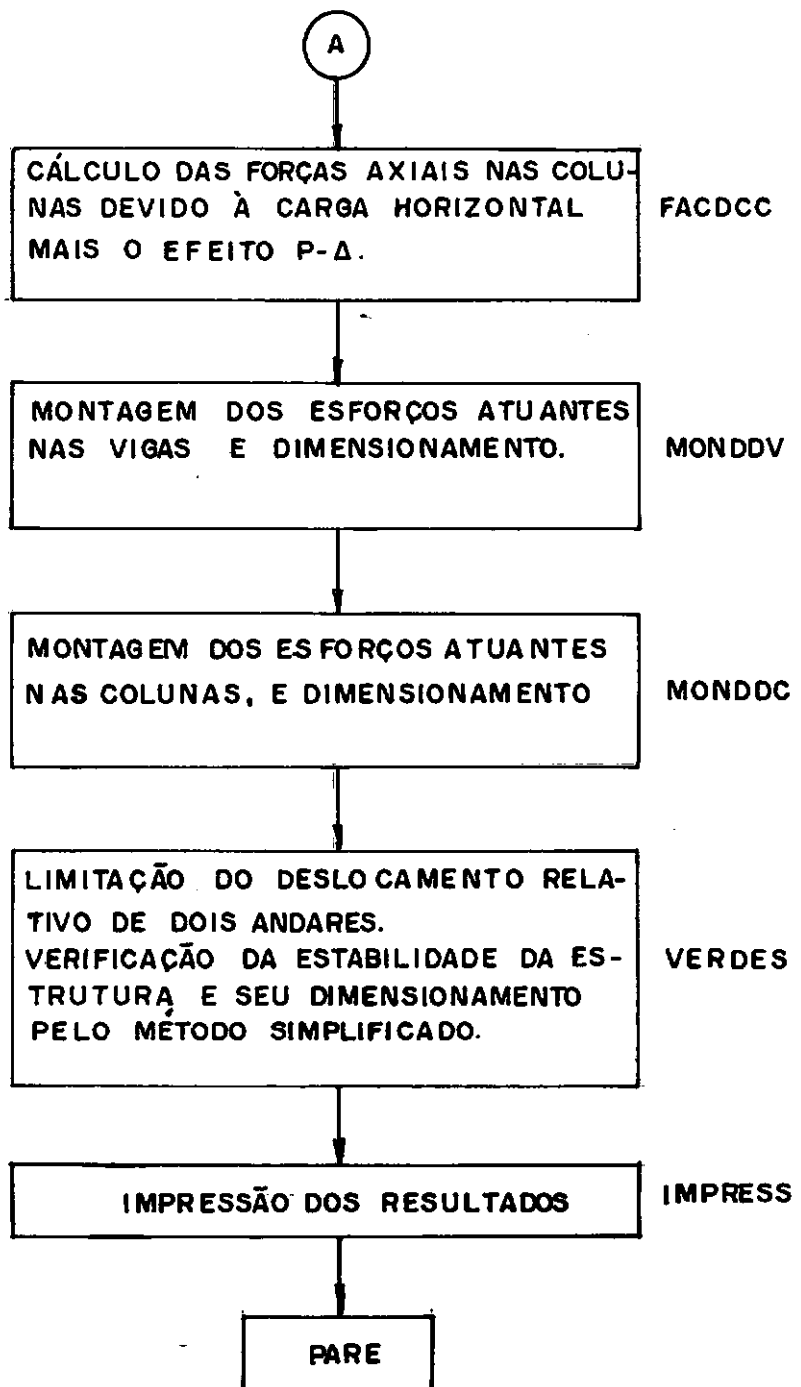 A
CÁLCULO DAS FORÇAS AXIAIS NAS COLU-
NAS DEVIDO À CARGA HORIZONTAL
MAIS O EFEITO P-Δ.
FACDCC
MONTAGEM DOS ESFORÇOS ATUANTES
NAS VIGAS E DIMENSIONAMENTO.
MONDDV
MONTAGEM DOS ESFORÇOS ATUANTES
NAS COLUNAS, E DIMENSIONAMENTO
MONDDC
LIMITAÇÃO DO DESLOCAMENTO RELA-
TIVO DE DOIS ANDARES.
VERIFICAÇÃO DA ESTABILIDADE DA ES-
TRUTURA E SEU DIMENSIONAMENTO
PELO MÉTODO SIMPLIFICADO.
VERDES
IMPRESSÃO DOS RESULTADOS
IMPRESS
PARE